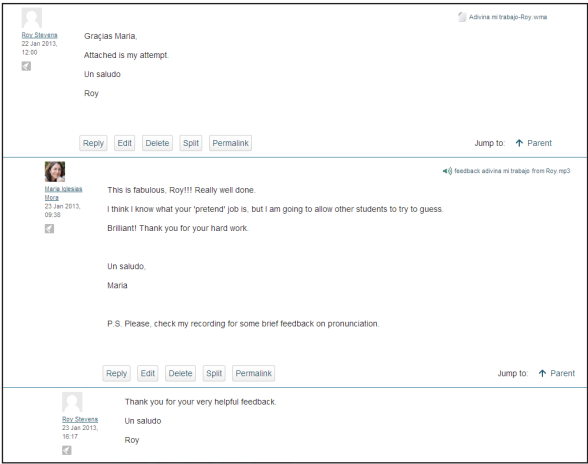 Adivina mi trabajo-Roy.wma
Roy Stevens
22 Jan 2013,
12:00
Graçias Maria,
Attached is my attempt.
Un saludo
Roy
Reply Edit Delete Split Permalink
Jump to: Parent
feedback adivina mi trabajo from Roy.mp3
Maria Iglesias
Mora
23 Jan 2013,
09:38
This is fabulous, Roy!!! Really well done.
I think I know what your 'pretend' job is, but I am going to allow other students to try to guess.
Brilliant! Thank you for your hard work.
Un saludo,
Maria
P.S. Please, check my recording for some brief feedback on pronunciation.
Reply Edit Delete Split Permalink
Jump to: Parent
Roy Stevens
23 Jan 2013,
16:17
Thank you for your very helpful feedback.
Un saludo
Roy